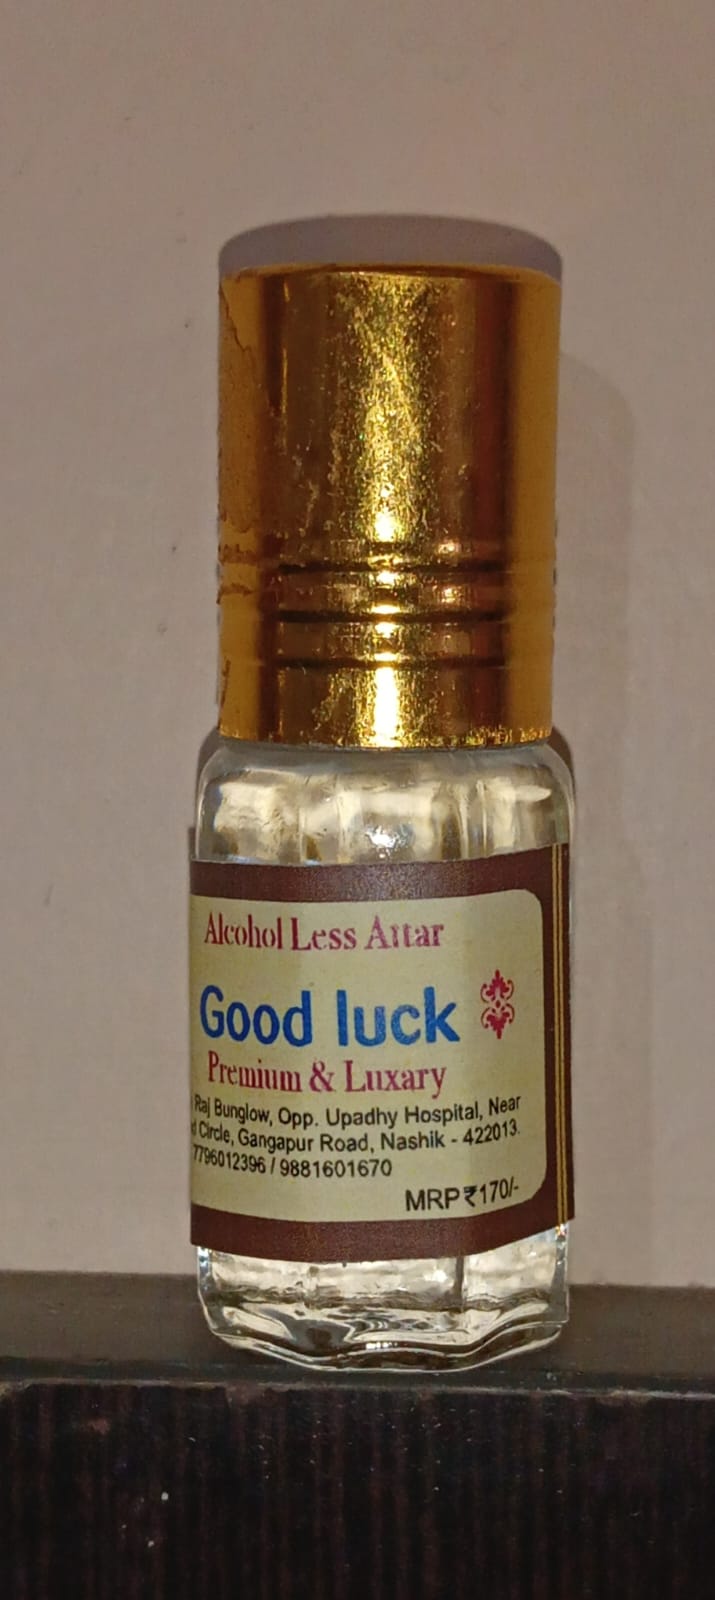 Alcohol Less Attar
Good luck
Premium & Luxary
Raj Bunglow, Opp. Upadhy Hospital, Near
Circle, Gangapur Road, Nashik - 422013.
7796012396 / 9881601670
MRP ₹170/-